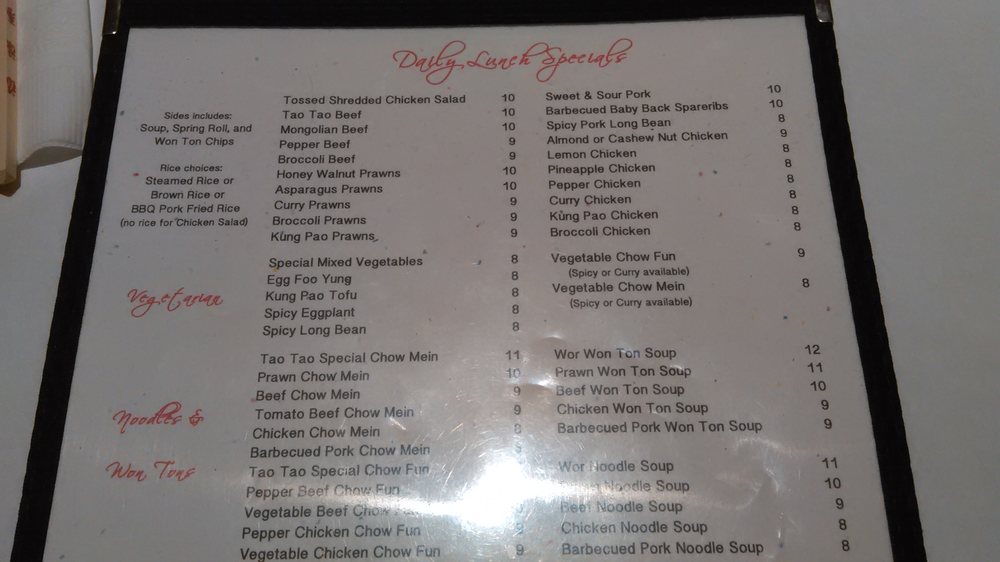 Daily Lunch Specials
Sides includes:
Soup, Spring Roll, and
Won Ton Chips
Rice choices:
Steamed Rice or
Brown Rice or
BBQ Pork Fried Rice
(no rice for Chicken Salad)
Tossed Shredded Chicken Salad 10
Tao Tao Beef 10
Mongolian Beef 10
Pepper Beef 9
Broccoli Beef 9
Honey Walnut Prawns 10
Asparagus Prawns 10
Curry Prawns 9
Broccoli Prawns 9
Kung Pao Prawns 9
Sweet & Sour Pork 10
Barbecued Baby Back Spareribs 10
Spicy Pork Long Bean 8
Almond or Cashew Nut Chicken 9
Lemon Chicken 8
Pineapple Chicken 8
Pepper Chicken 8
Curry Chicken 8
Kung Pao Chicken 8
Broccoli Chicken 8
Vegetarian
Special Mixed Vegetables 8
Egg Foo Yung 8
Kung Pao Tofu 8
Spicy Eggplant 8
Spicy Long Bean 8
Vegetable Chow Fun 9
(Spicy or Curry available)
Vegetable Chow Mein 8
(Spicy or Curry available)
Noodles &
Won Tons
Tao Tao Special Chow Mein 11
Prawn Chow Mein 10
Beef Chow Mein 9
Tomato Beef Chow Mein 9
Chicken Chow Mein 8
Barbecued Pork Chow Mein
Tao Tao Special Chow Fun
Pepper Beef Chow Fun
Vegetable Beef Chow
Pepper Chicken Chow Fun
Vegetable Chicken Chow Fun 9
Wor Won Ton Soup 12
Prawn Won Ton Soup 11
Beef Won Ton Soup 10
Chicken Won Ton Soup 9
Barbecued Pork Won Ton Soup 9
Wor Noodle Soup 11
Noodle Soup 10
Beef Noodle Soup 9
Chicken Noodle Soup 8
Barbecued Pork Noodle Soup 8